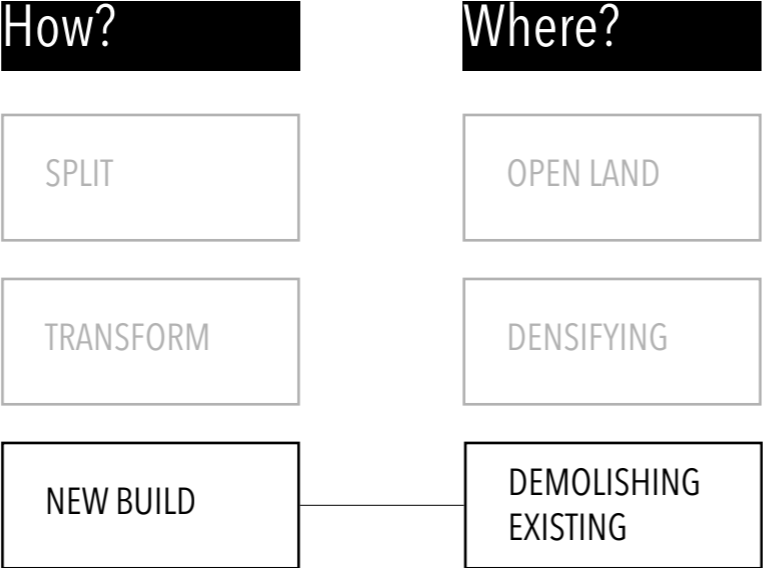 How?
Where?
SPLIT
OPEN LAND
TRANSFORM
DENSIFYING
NEW BUILD
DEMOLISHING
EXISTING